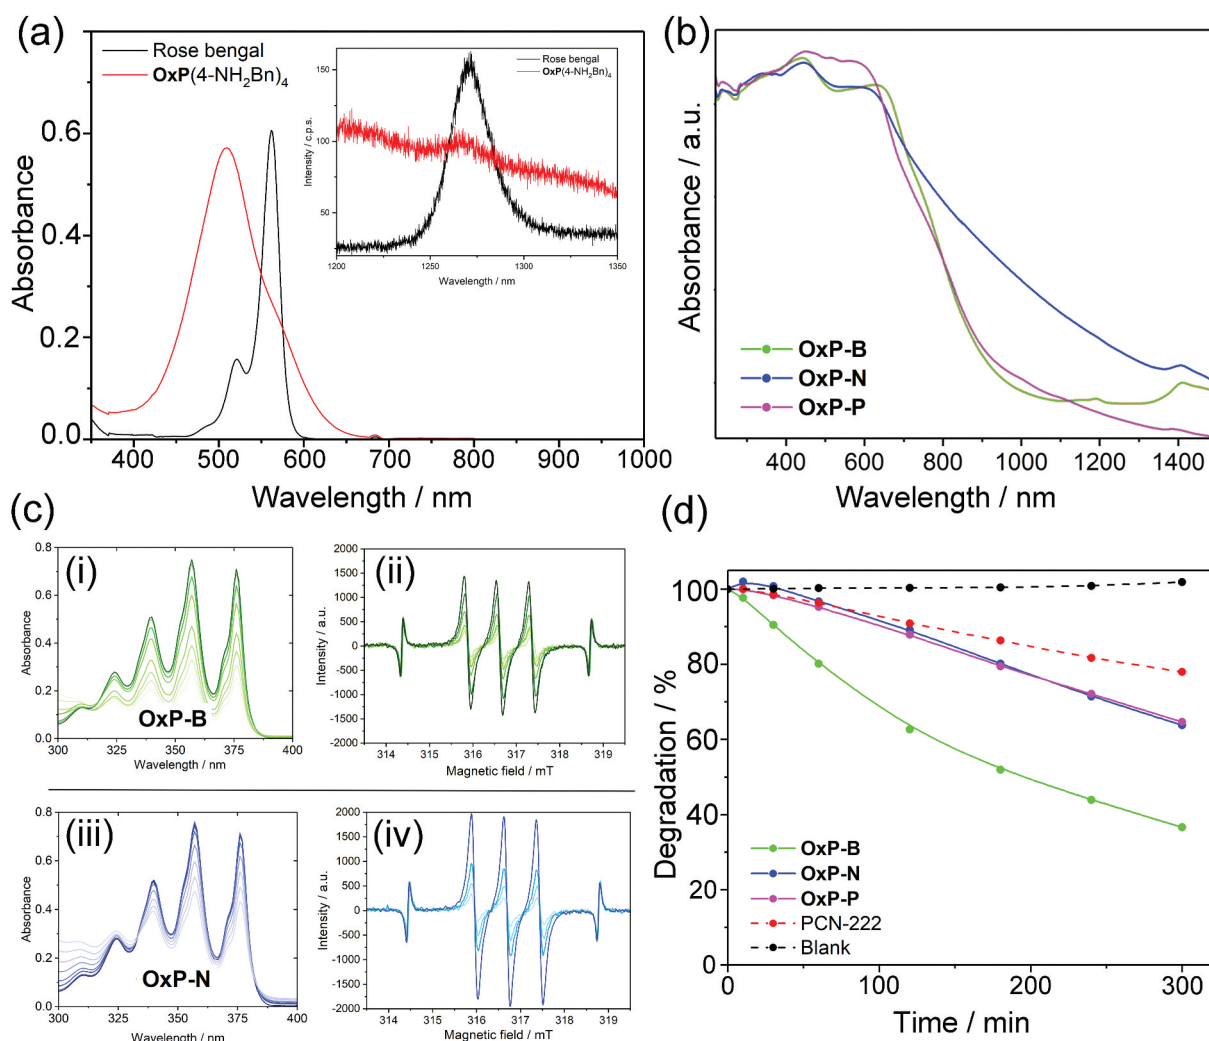 (a)
Rose bengal
OxP(4-NH2Bn)4
0.6
0.4
0.2
0.0
Absorbance
400 500 600 700 800 900 1000
Wavelength / nm
Rose bengal
OxP(4-NH2Bn)4
150
125
100
75
50
Intensity / c.p.s.
1200 1250 1300 1350
Wavelength / nm
(b)
Absorbance / a.u.
OxP-B
OxP-N
OxP-P
400 600 800 1000 1200 1400
Wavelength / nm
(c)
(i)
0.8
0.6
0.4
0.2
0.0
Absorbance
OxP-B
300 325 350 375 400
Wavelength / nm
(ii)
2000
1500
1000
500
0
-500
-1000
-1500
-2000
Intensity / a.u.
314 315 316 317 318 319
Magnetic field / mT
(iii)
0.8
0.6
0.4
0.2
0.0
Absorbance
OxP-N
300 325 350 375 400
Wavelength / nm
(iv)
2000
1500
1000
500
0
-500
-1000
-1500
-2000
Intensity / a.u.
314 315 316 317 318 319
Magnetic field / mT
(d)
100
80
60
40
20
0
Degradation / %
OxP-B
OxP-N
OxP-P
PCN-222
Blank
0 100 200 300
Time / min